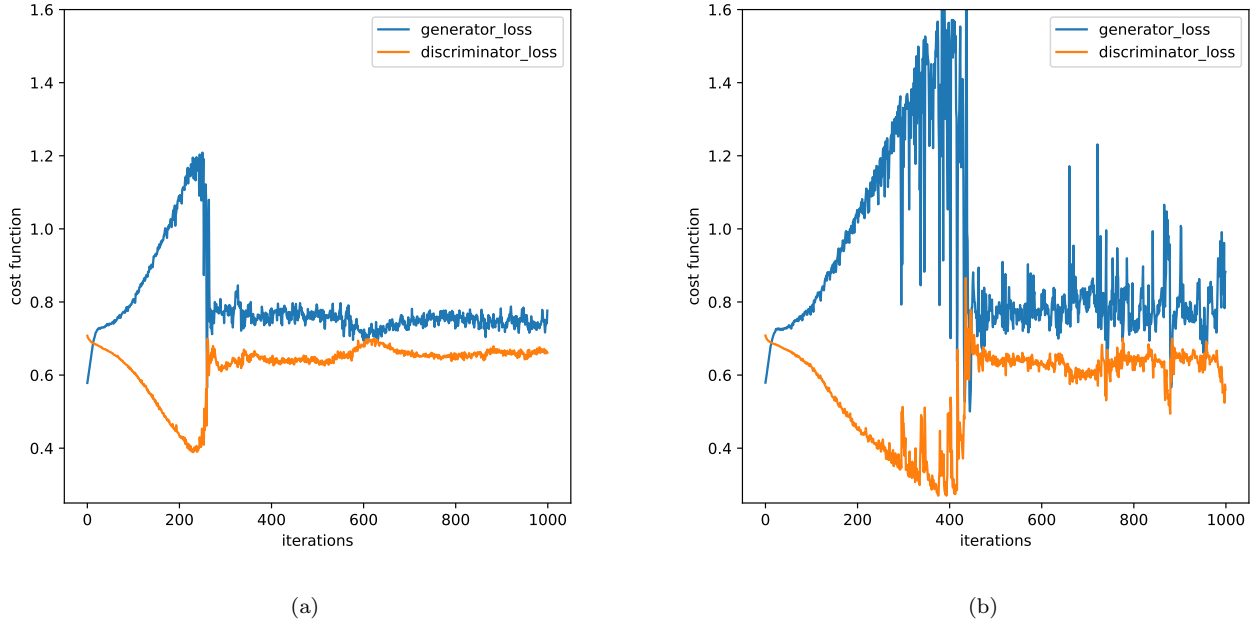 1.6
1.4
1.2
1.0
0.8
0.6
0.4
cost function
0 200 400 600 800 1000
iterations
generator_loss
discriminator_loss
(a)
1.6
1.4
1.2
1.0
0.8
0.6
0.4
cost function
0 200 400 600 800 1000
iterations
generator_loss
discriminator_loss
(b)